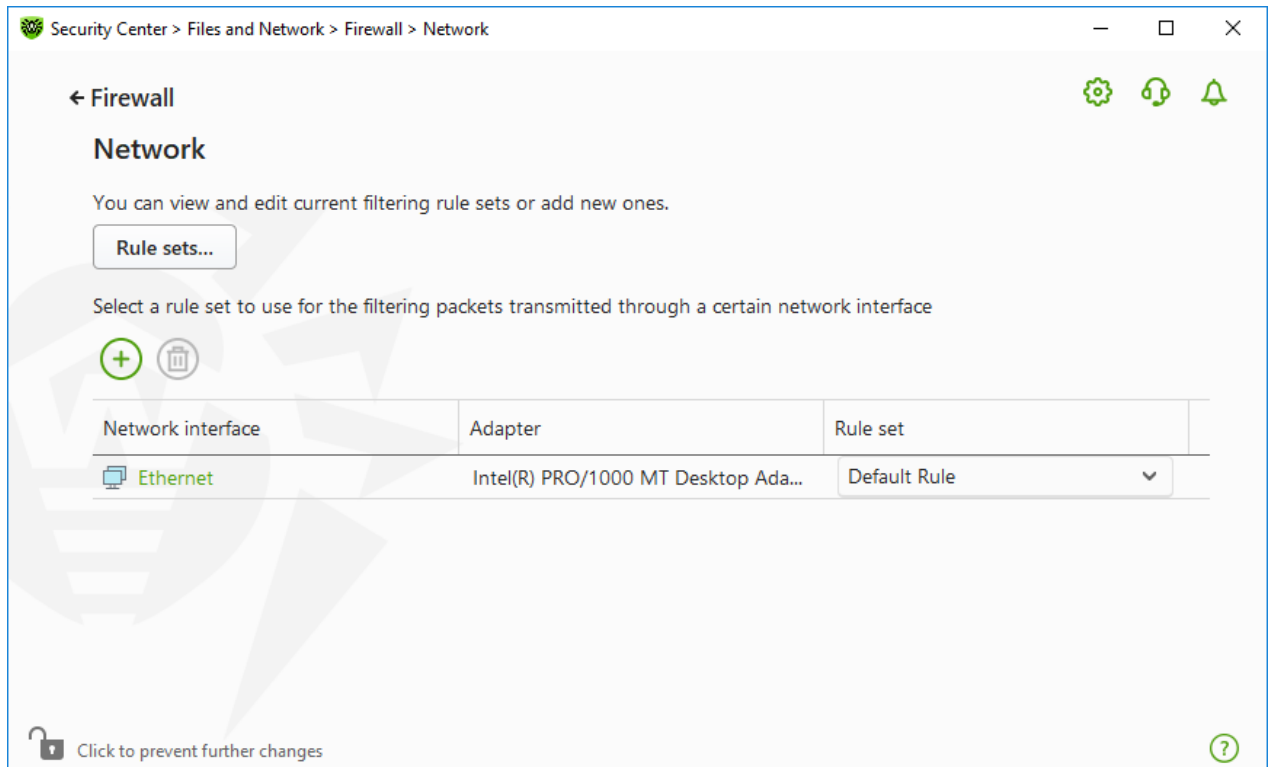 Security Center > Files and Network > Firewall > Network
Firewall
Network
You can view and edit current filtering rule sets or add new ones.
Rule sets...
Select a rule set to use for the filtering packets transmitted through a certain network interface
Network interface Adapter Rule set
Ethernet Intel(R) PRO/1000 MT Desktop Ada... Default Rule
Click to prevent further changes